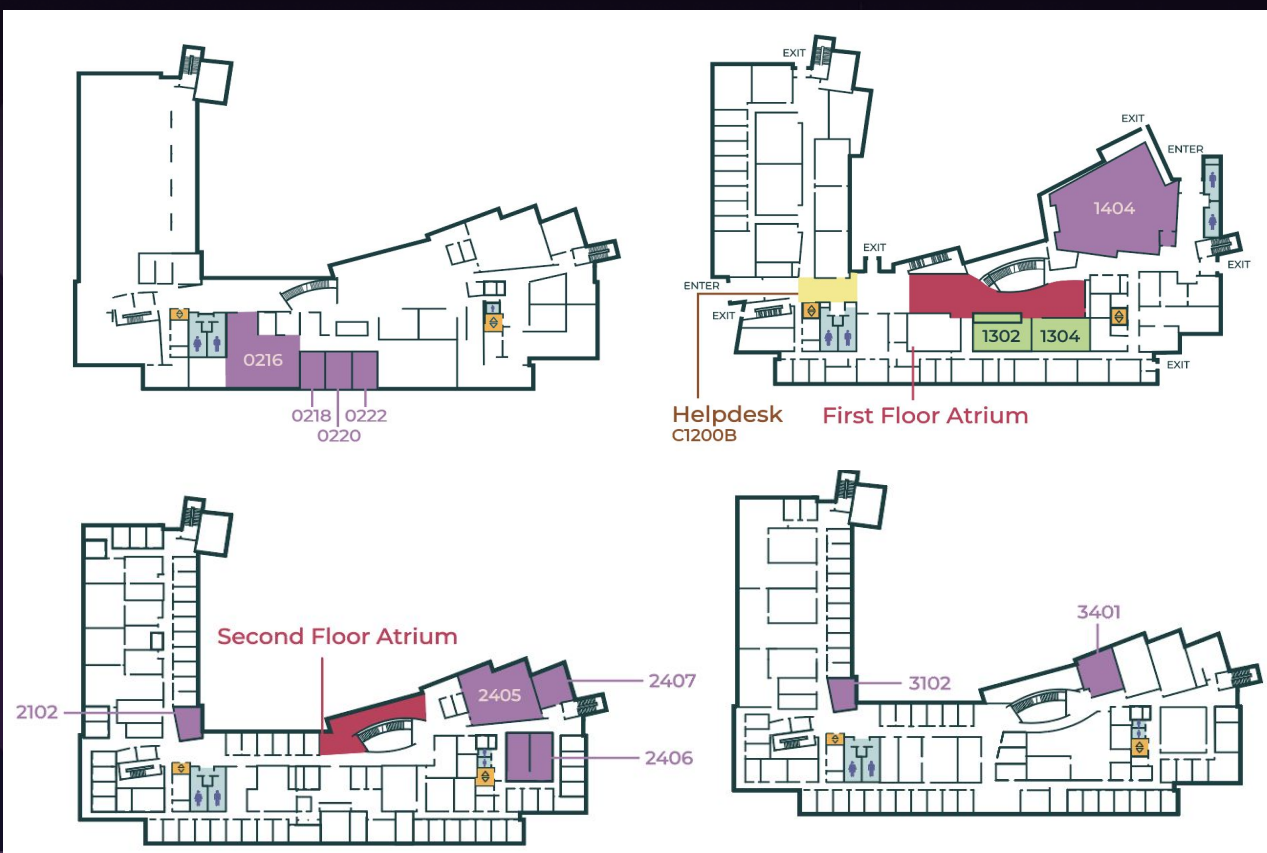 0216
0218
0222
0220
EXIT
EXIT
ENTER
1404
EXIT
EXIT
ENTER
EXIT
1302
1304
EXIT
Helpdesk
C1200B
First Floor Atrium
Second Floor Atrium
2102
2405
2407
2406
3401
3102